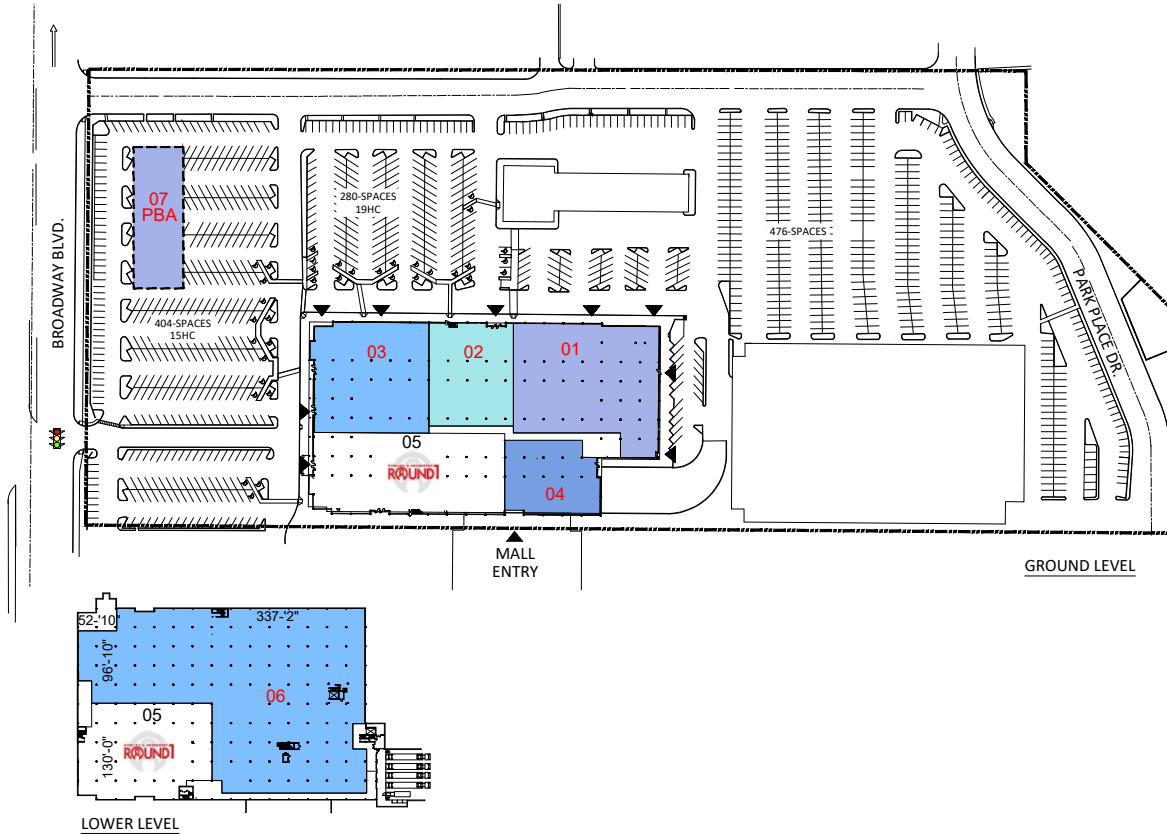 07
PBA
280-SPACES
19HC
476-SPACES
BROADWAY BLVD.
PARK PLACE DR.
404-SPACES
15HC
03
02
01
05
ROUND1
04
MALL
ENTRY
GROUND LEVEL
52-'10"
337-'2"
96'-10"
06
05
ROUND1
130'-0"
LOWER LEVEL